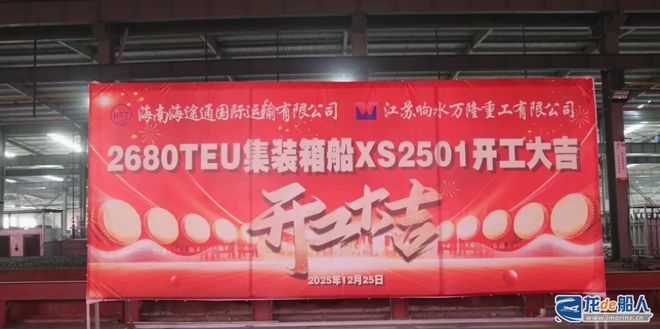 HTT 海南海途通国际运输有限公司 江苏响水万隆重工有限公司
2680TEU集装箱船XS2501开工大吉
开工大吉
2025年12月25日
龙de船人
www.imarine.cn